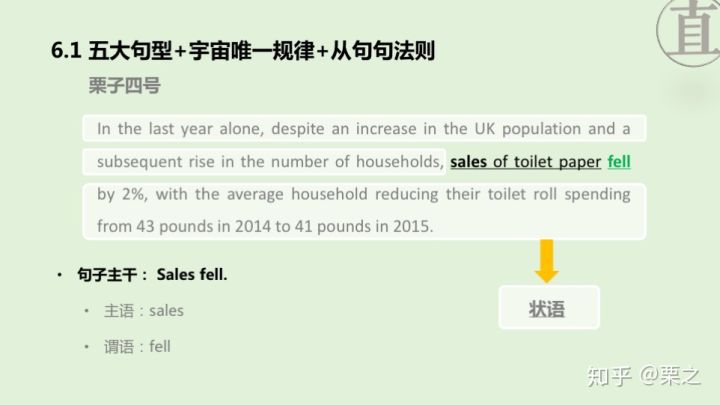 直
6.1 五大句型+宇宙唯一规律+从句句法则
栗子四号
In the last year alone, despite an increase in the UK population and a
subsequent rise in the number of households, sales of toilet paper fell
by 2%, with the average household reducing their toilet roll spending
from 43 pounds in 2014 to 41 pounds in 2015.
• 句子主干： Sales fell.
• 主语：sales
• 谓语：fell
状语
知乎 @栗之